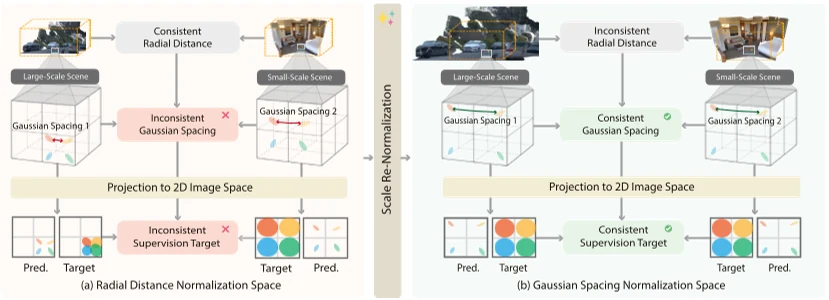 Consistent
Radial Distance
Large-Scale Scene
Small-Scale Scene
Gaussian Spacing 1
Inconsistent
Gaussian Spacing
Gaussian Spacing 2
Projection to 2D Image Space
Inconsistent
Supervision Target
Pred.
Target
Target
Pred.
(a) Radial Distance Normalization Space
Scale Re-Normalization
Inconsistent
Radial Distance
Large-Scale Scene
Small-Scale Scene
Gaussian Spacing 1
Consistent
Gaussian Spacing
Gaussian Spacing 2
Projection to 2D Image Space
Consistent
Supervision Target
Pred.
Target
Target
Pred.
(b) Gaussian Spacing Normalization Space